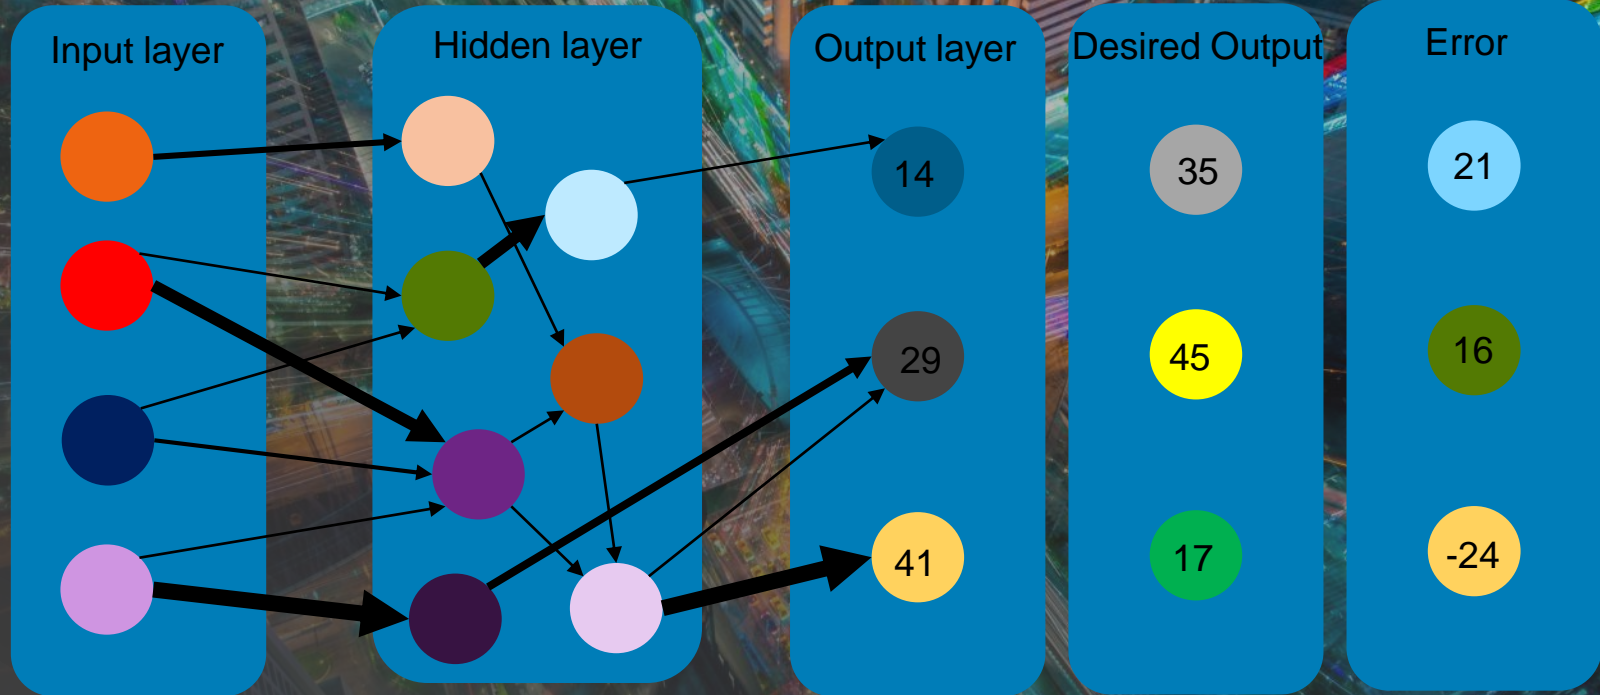 Input layer
Hidden layer
Output layer
Desired Output
Error
14
35
21
29
45
16
41
17
-24